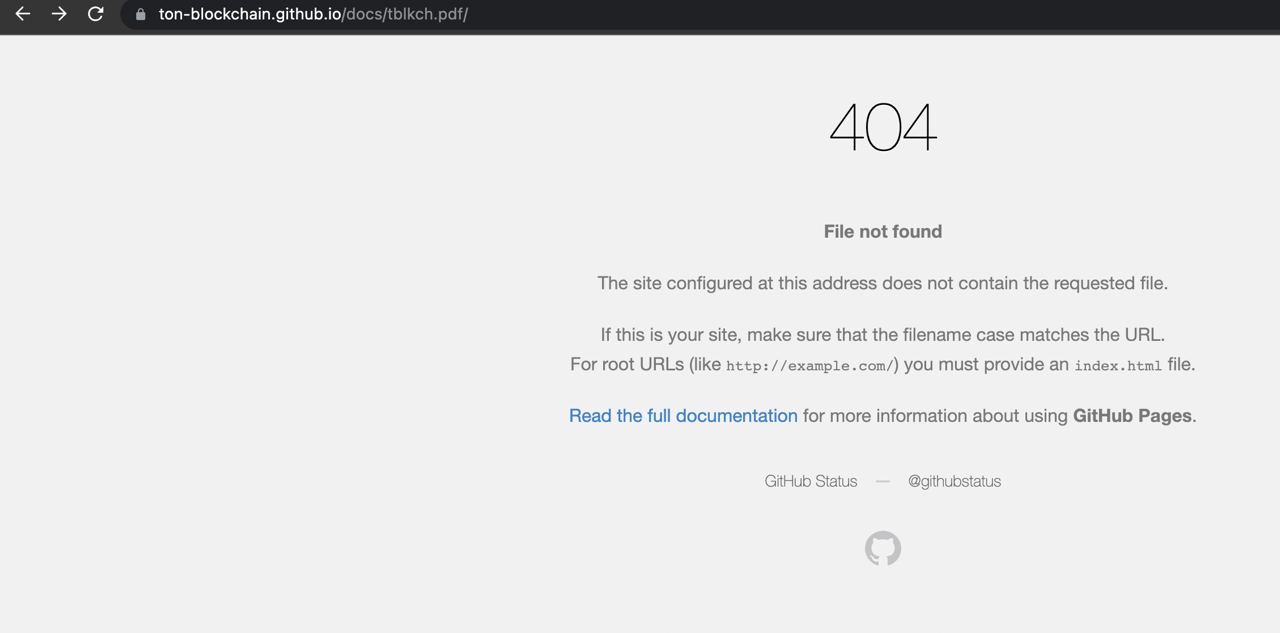 ton-blockchain.github.io/docs/tblkch.pdf/
404
File not found
The site configured at this address does not contain the requested file.
If this is your site, make sure that the filename case matches the URL.
For root URLs (like http://example.com/) you must provide an index.html file.
Read the full documentation for more information about using GitHub Pages.
GitHub Status — @githubstatus